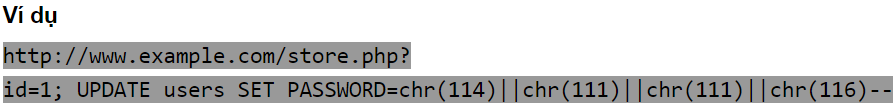 Ví dụ
http://www.example.com/store.php?
id=1; UPDATE users SET PASSWORD=chr(114)||chr(111)||chr(111)||chr(116)--